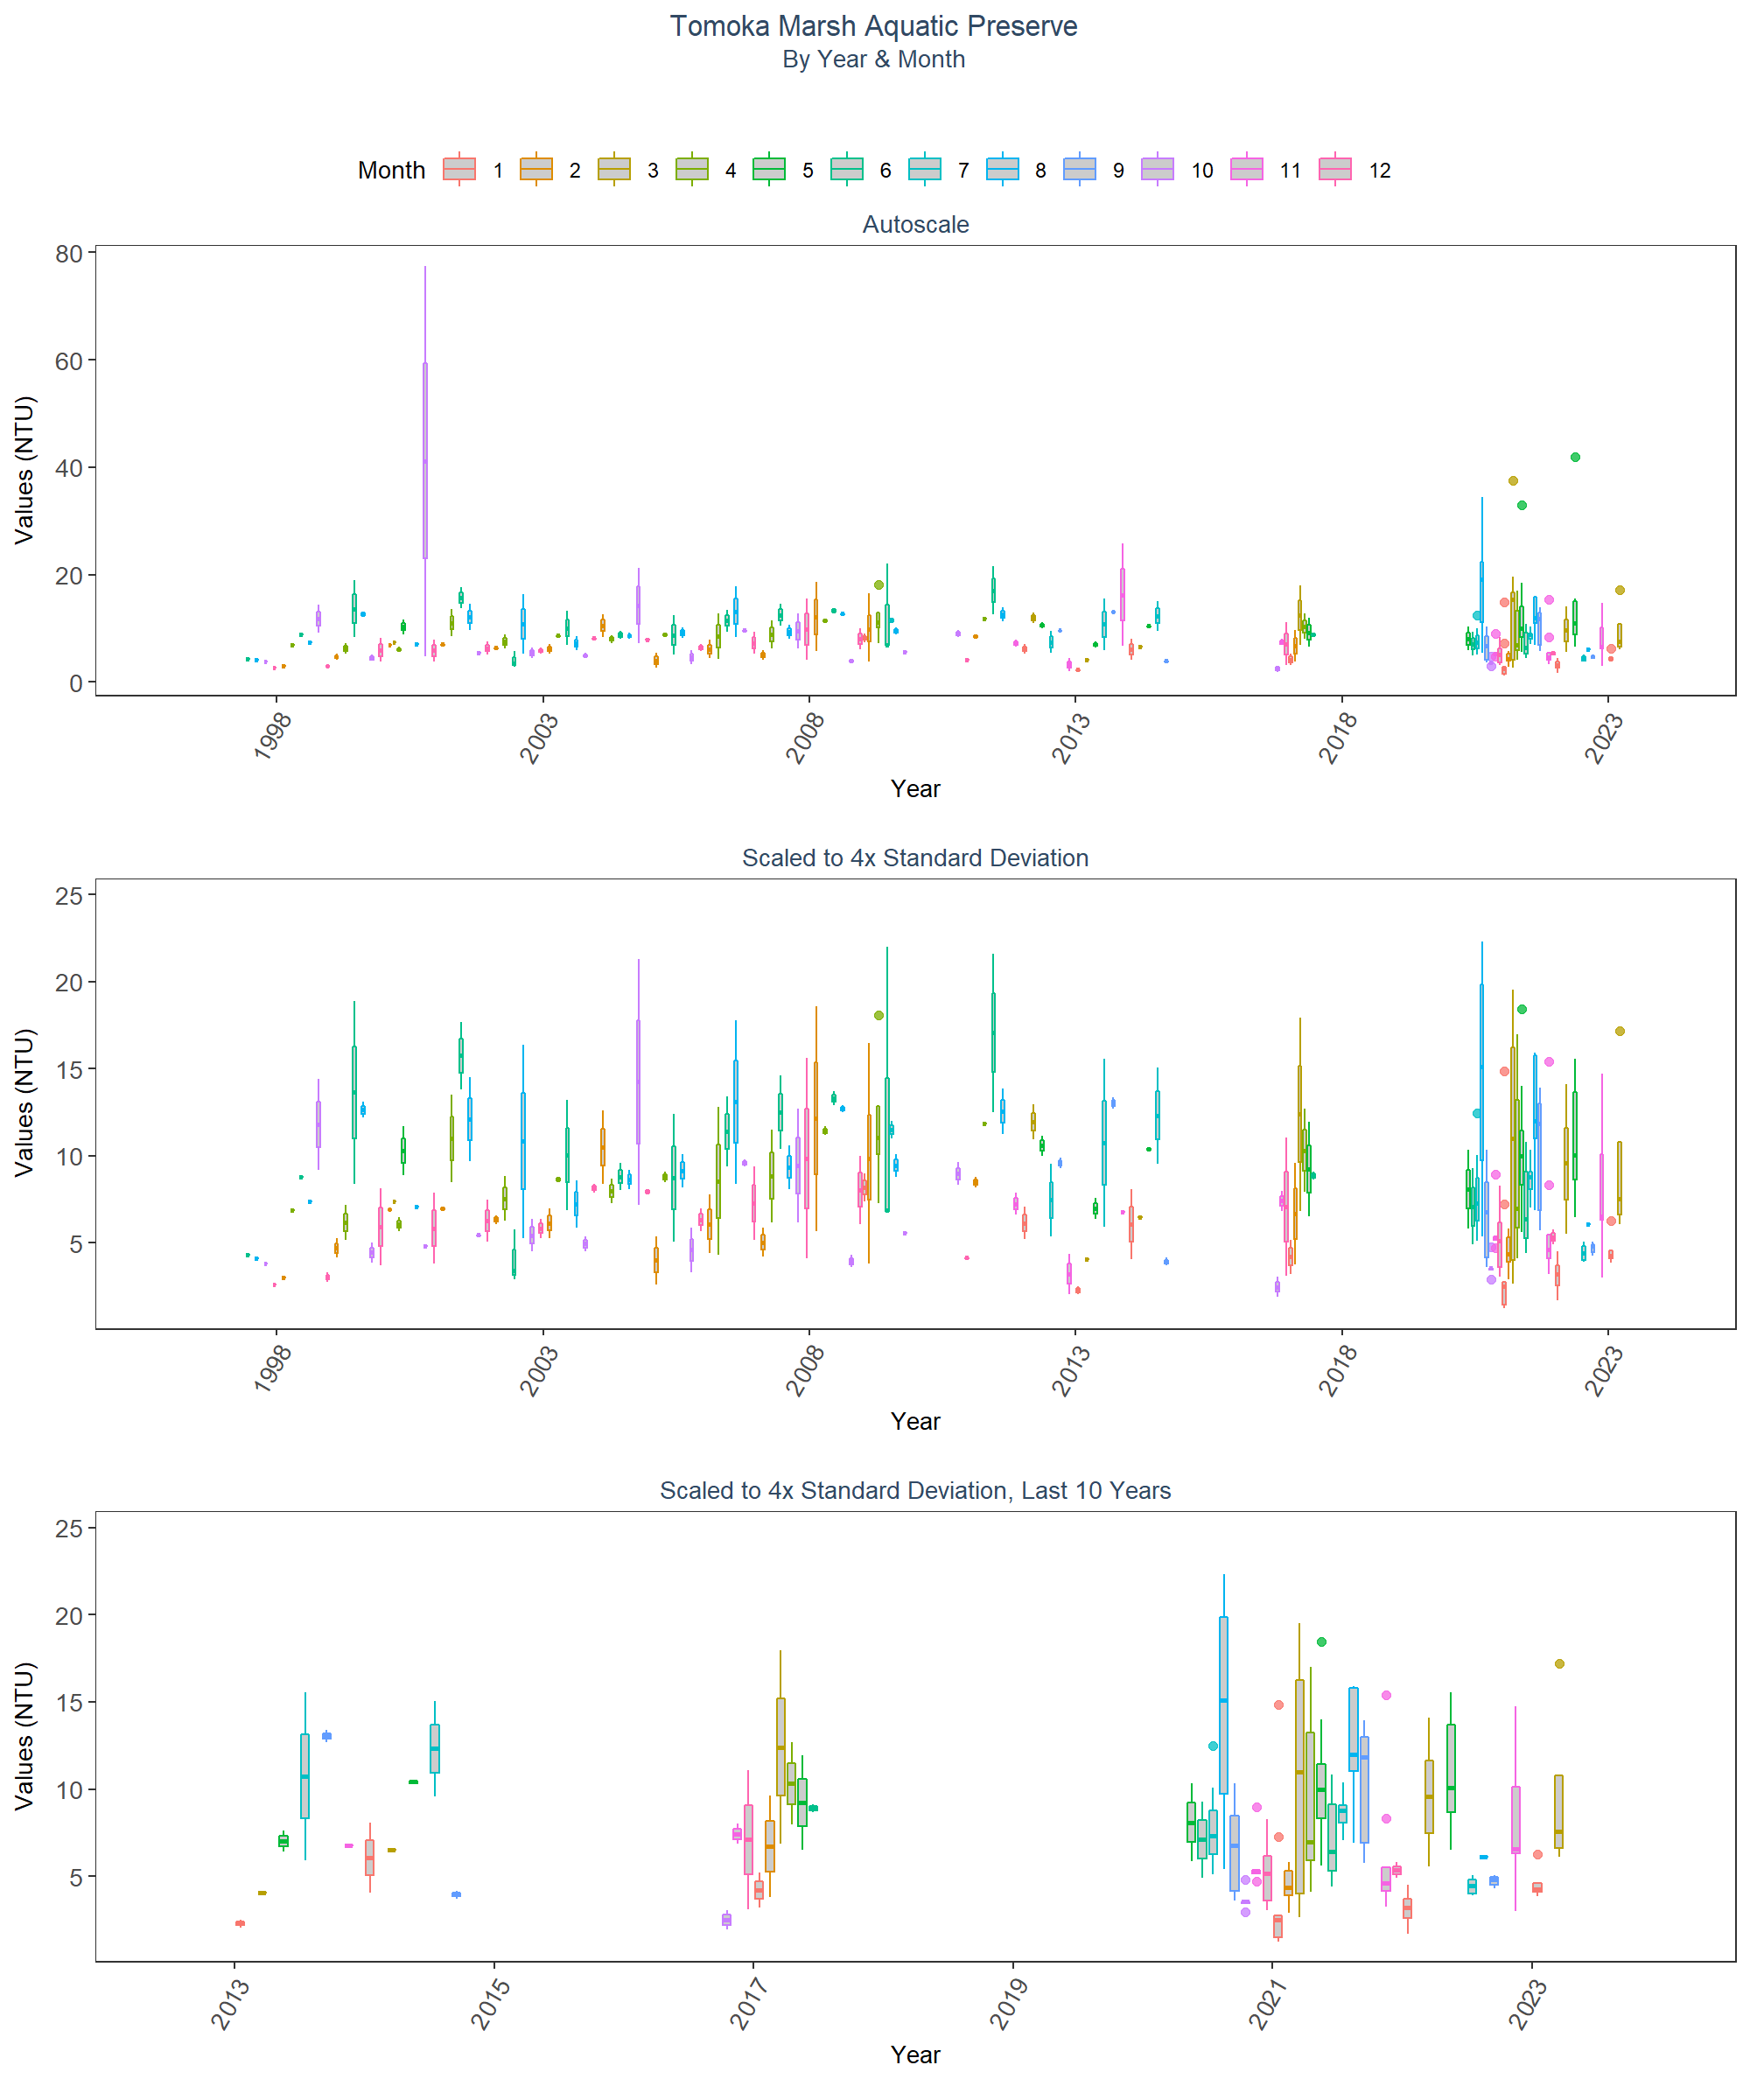 Tomoka Marsh Aquatic Preserve
By Year & Month
Month 1 2 3 4 5 6 7 8 9 10 11 12
Autoscale
Values (NTU)
80
60
40
20
0
1998 2003 2008 2013 2018 2023
Year
Scaled to 4x Standard Deviation
Values (NTU)
25
20
15
10
5
1998 2003 2008 2013 2018 2023
Year
Scaled to 4x Standard Deviation, Last 10 Years
Values (NTU)
25
20
15
10
5
2013 2015 2017 2019 2021 2023
Year